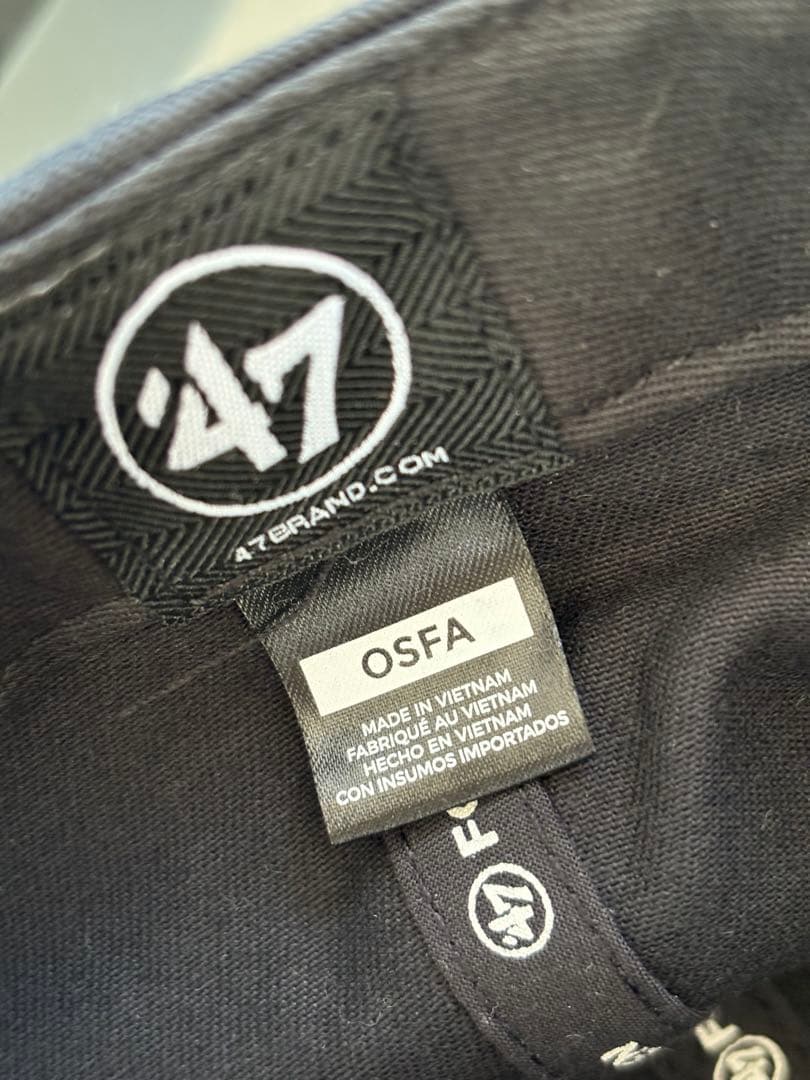 '47
47BRAND.COM
OSFA
MADE IN VIETNAM
FABRIQUÉ AU VIETNAM
HECHO EN VIETNAM
CON INSUMOS IMPORTADOS
'47